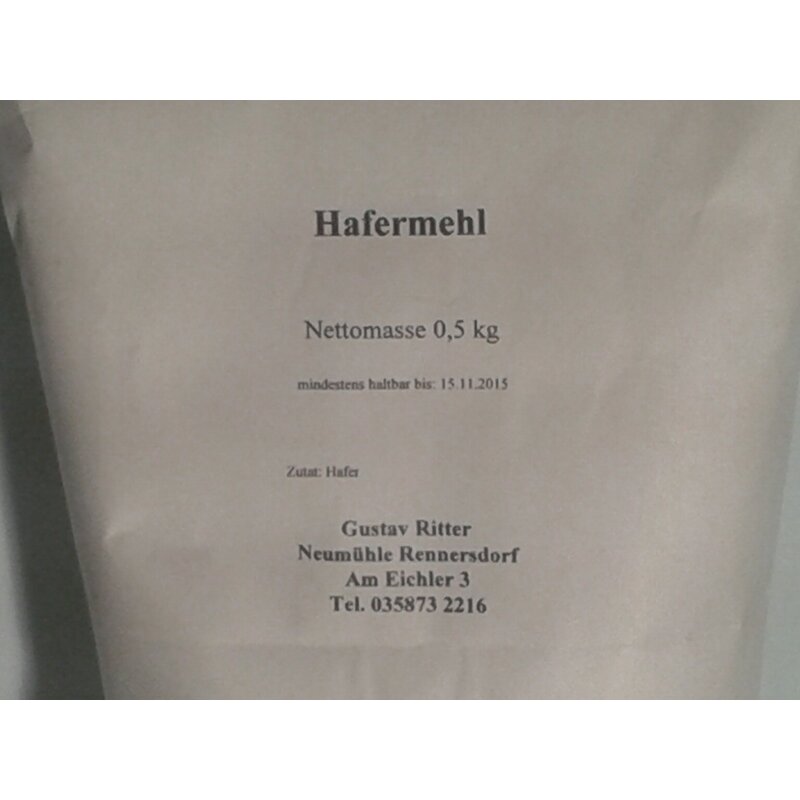 Hafermehl
Nettomasse 0,5 kg
mindestens haltbar bis: 15.11.2015
Zutat: Hafer
Gustav Ritter
Neumühle Rennersdorf
Am Eichler 3
Tel. 035873 2216